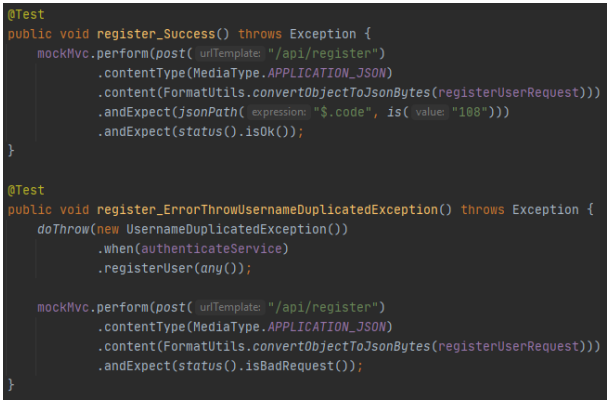 @Test
public void register_Success() throws Exception {
    mockMvc.perform(post( urlTemplate: "/api/register")
            .contentType(MediaType.APPLICATION_JSON)
            .content(FormatUtils.convertObjectToJsonBytes(registerUserRequest)))
            .andExpect(jsonPath( expression: "$.code", is( value: "108")))
            .andExpect(status().isOk());
}
@Test
public void register_ErrorThrowUsernameDuplicatedException() throws Exception {
    doThrow(new UsernameDuplicatedException())
            .when(authenticateService)
            .registerUser(any());
    mockMvc.perform(post( urlTemplate: "/api/register")
            .contentType(MediaType.APPLICATION_JSON)
            .content(FormatUtils.convertObjectToJsonBytes(registerUserRequest)))
            .andExpect(status().isBadRequest());
}